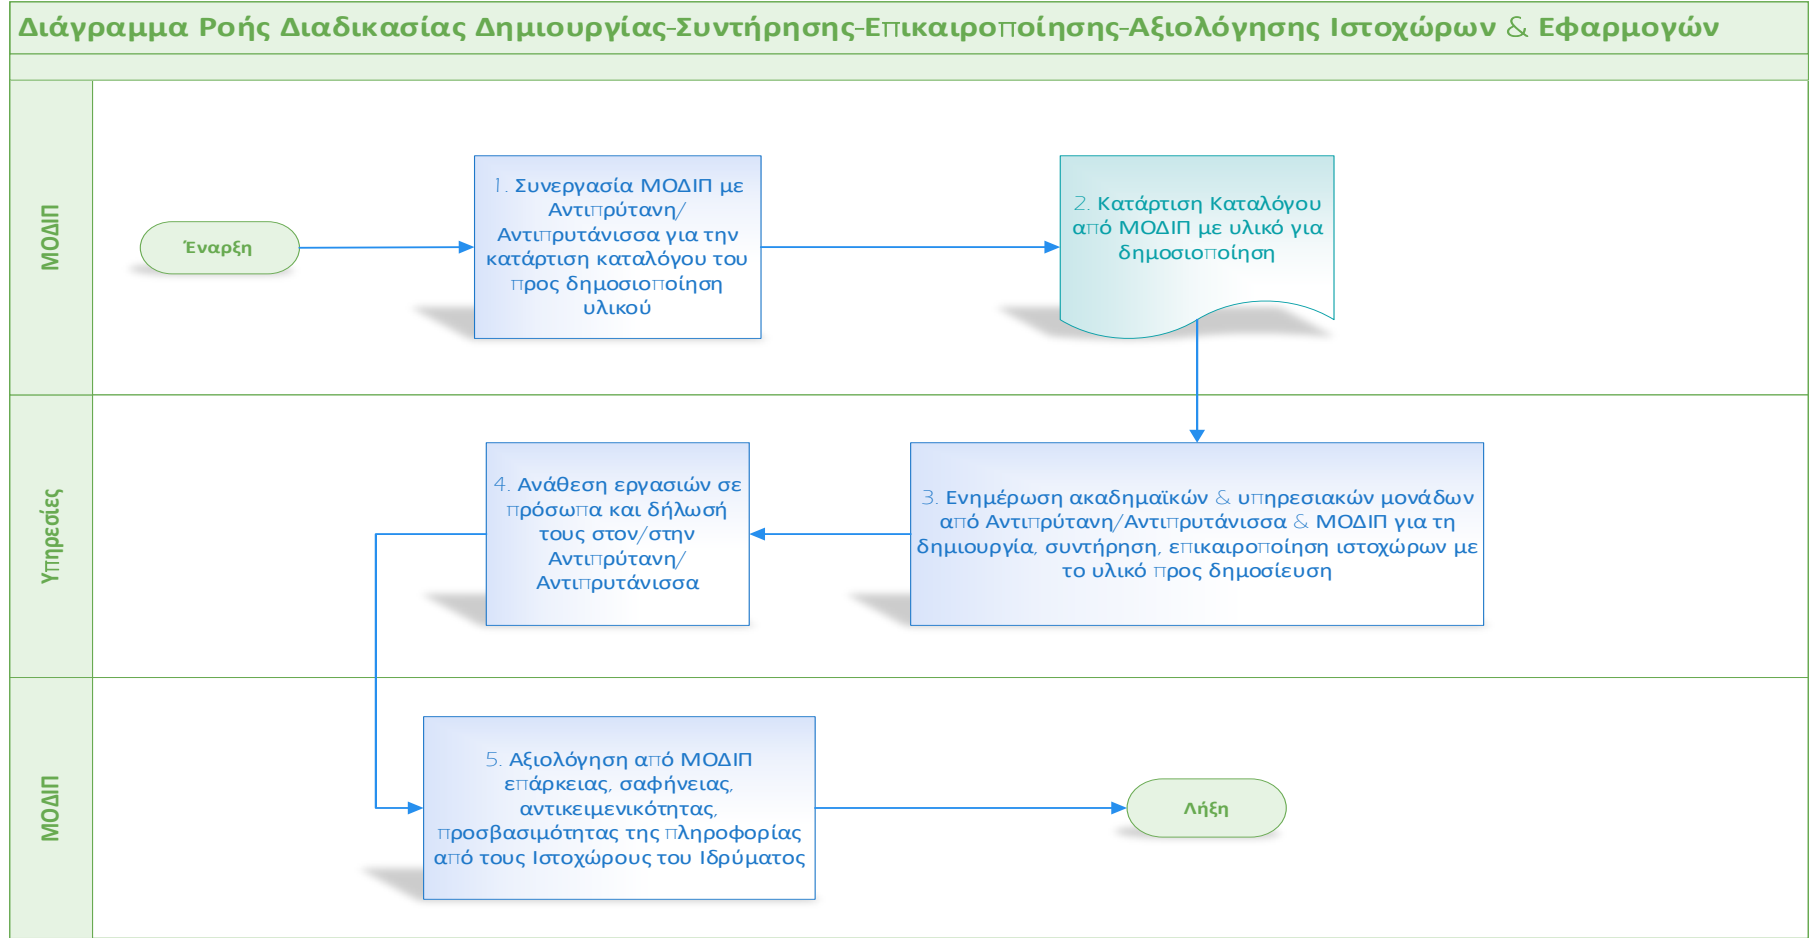 Διάγραμμα Ροής Διαδικασίας Δημιουργίας-Συντήρησης-Επικαιροποίησης-Αξιολόγησης Ιστοχώρων & Εφαρμογών
ΜΟΔΙΠ
Έναρξη
1. Συνεργασία ΜΟΔΙΠ με
Αντιπρύτανη/
Αντιπρυτάνισσα για την
κατάρτιση καταλόγου του
προς δημοσιοποίηση
υλικού
2. Κατάρτιση Καταλόγου
από ΜΟΔΙΠ με υλικό για
δημοσιοποίηση
Υπηρεσίες
4. Ανάθεση εργασιών σε
πρόσωπα και δήλωσή
τους στον/στην
Αντιπρύτανη/
Αντιπρυτάνισσα
3. Ενημέρωση ακαδημαϊκών & υπηρεσιακών μονάδων
από Αντιπρύτανη/Αντιπρυτάνισσα & ΜΟΔΙΠ για τη
δημιουργία, συντήρηση, επικαιροποίηση ιστοχώρων με
το υλικό προς δημοσίευση
ΜΟΔΙΠ
5. Αξιολόγηση από ΜΟΔΙΠ
επάρκειας, σαφήνειας,
αντικειμενικότητας,
προσβασιμότητας της πληροφορίας
από τους Ιστοχώρους του Ιδρύματος
Λήξη